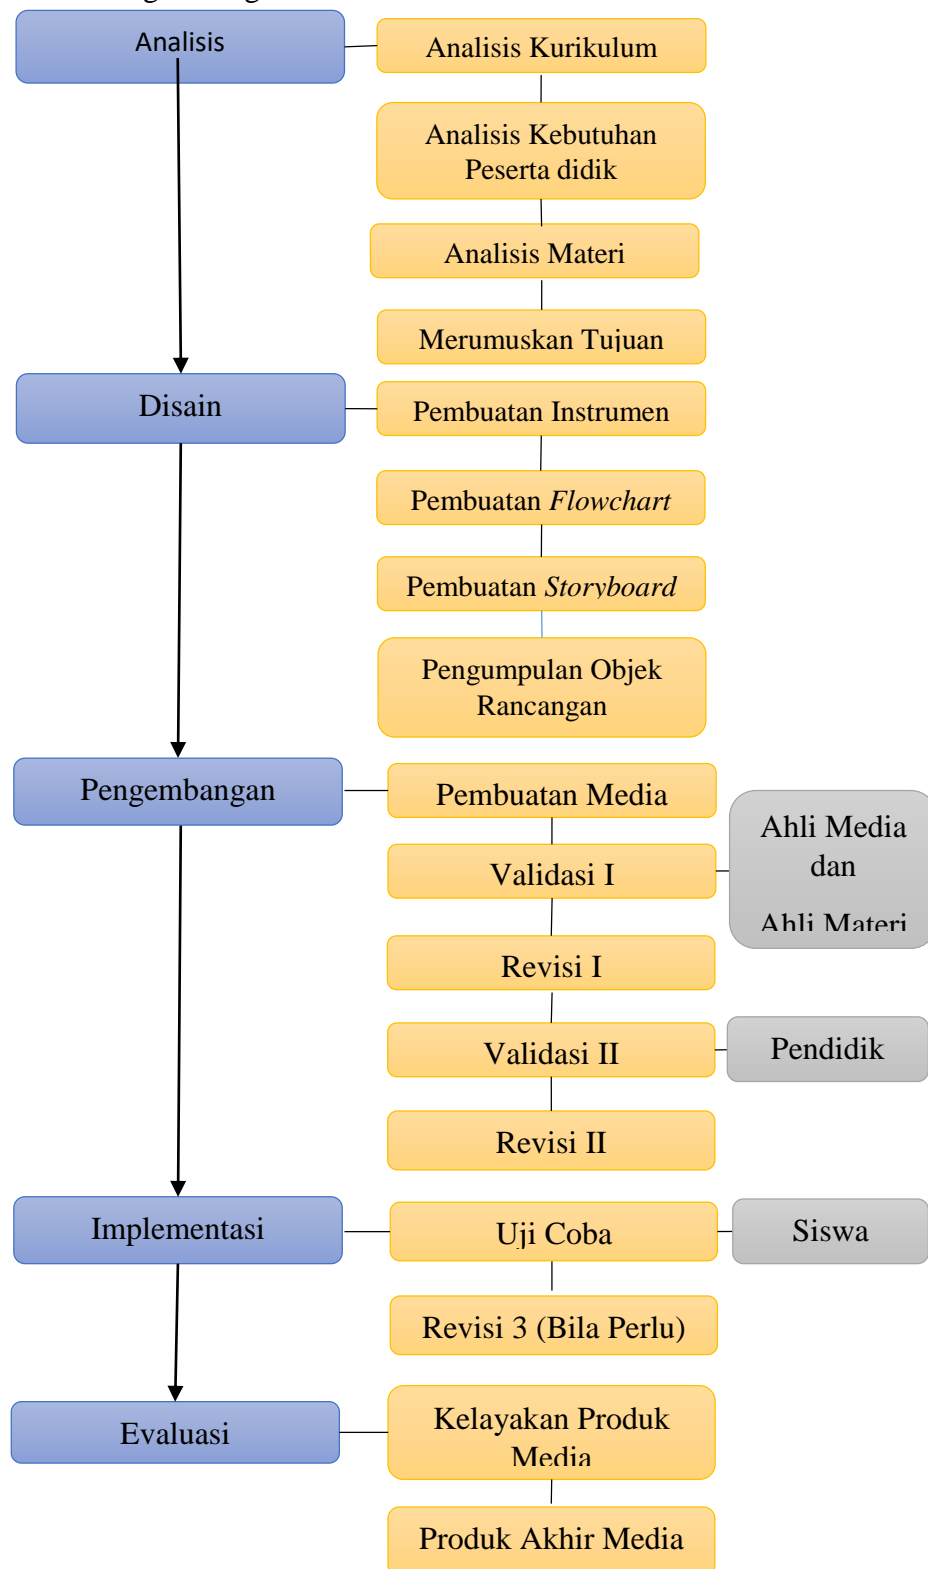 Analisis
Analisis Kurikulum
Analisis Kebutuhan
Peserta didik
Analisis Materi
Merumuskan Tujuan
Disain
Pembuatan Instrumen
Pembuatan Flowchart
Pembuatan Storyboard
Pengumpulan Objek
Rancangan
Pengembangan
Pembuatan Media
Validasi I
Ahli Media
dan
Ahli Materi
Revisi I
Validasi II
Pendidik
Revisi II
Implementasi
Uji Coba
Siswa
Revisi 3 (Bila Perlu)
Evaluasi
Kelayakan Produk
Media
Produk Akhir Media